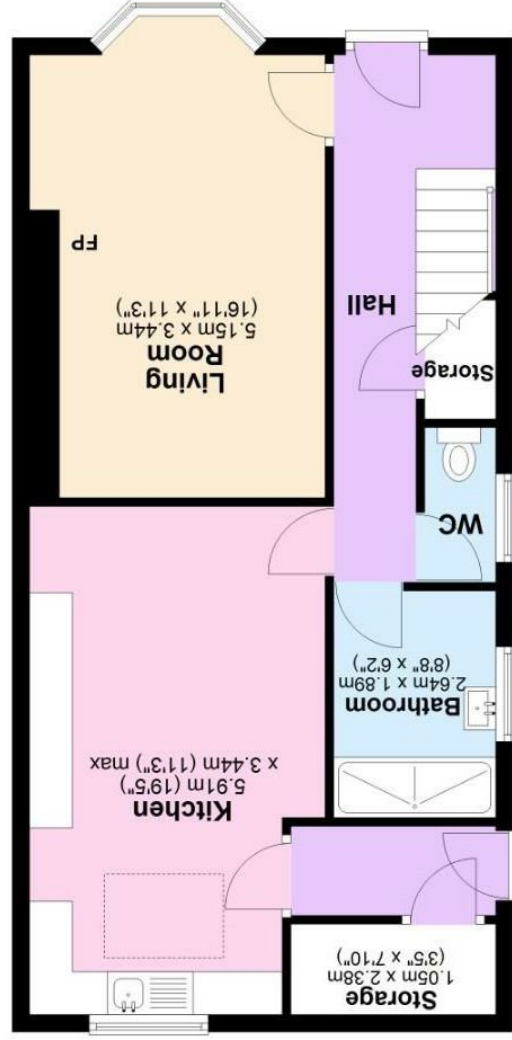 Storage
1.05m x 2.38m
(3'5" x 7'10")
Kitchen
5.91m (19'5")
x 3.44m (11'3") max
Bathroom
2.64m x 1.89m
(8'8" x 6'2")
WC
Storage
Hall
Living
Room
5.15m x 3.44m
(16'11" x 11'3")
FP